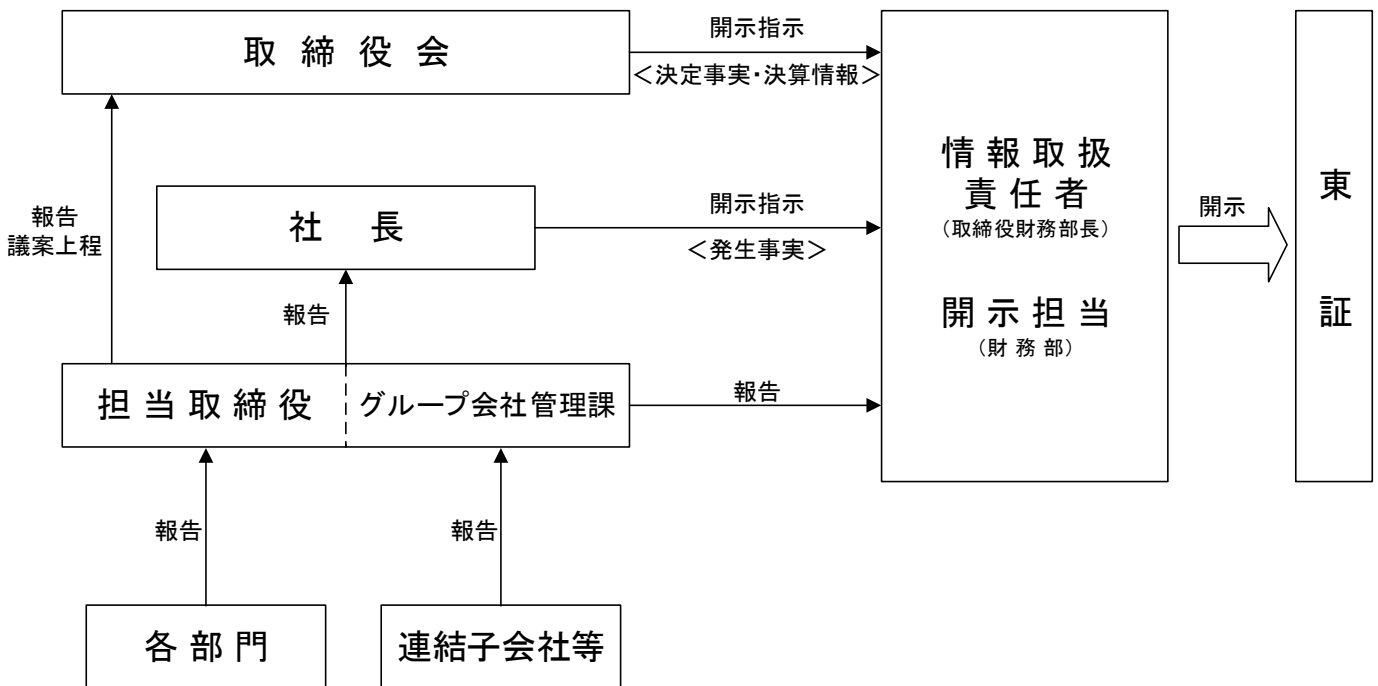 取締役会
開示指示
＜決定事実・決算情報＞
報告
議案上程
社長
開示指示
＜発生事実＞
情報取扱
責任者
（取締役財務部長）
開示担当
（財務部）
開示
東
証
報告
担当取締役
グループ会社管理課
報告
報告
報告
各部門
連結子会社等